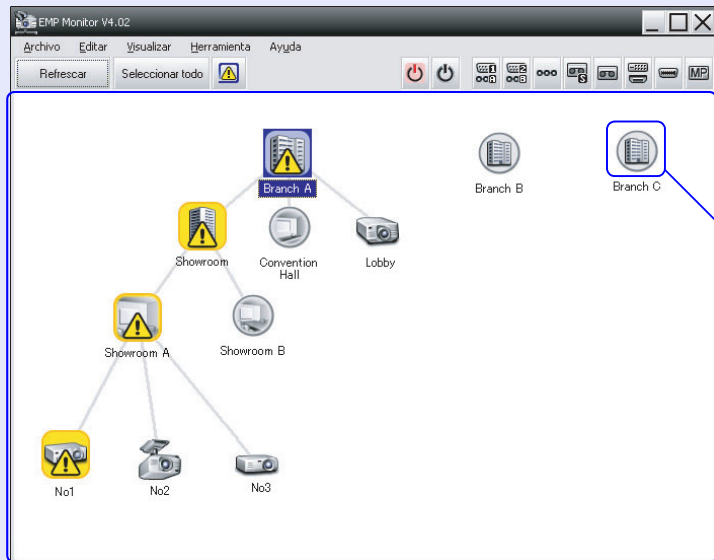 EMP Monitor V4.02
Archivo Editar Visualizar Herramienta Ayuda
Refrescar Seleccionar todo MP
Branch A
Branch B
Branch C
Showroom
Convention
Hall
Lobby
Showroom A
Showroom B
No1
No2
No3